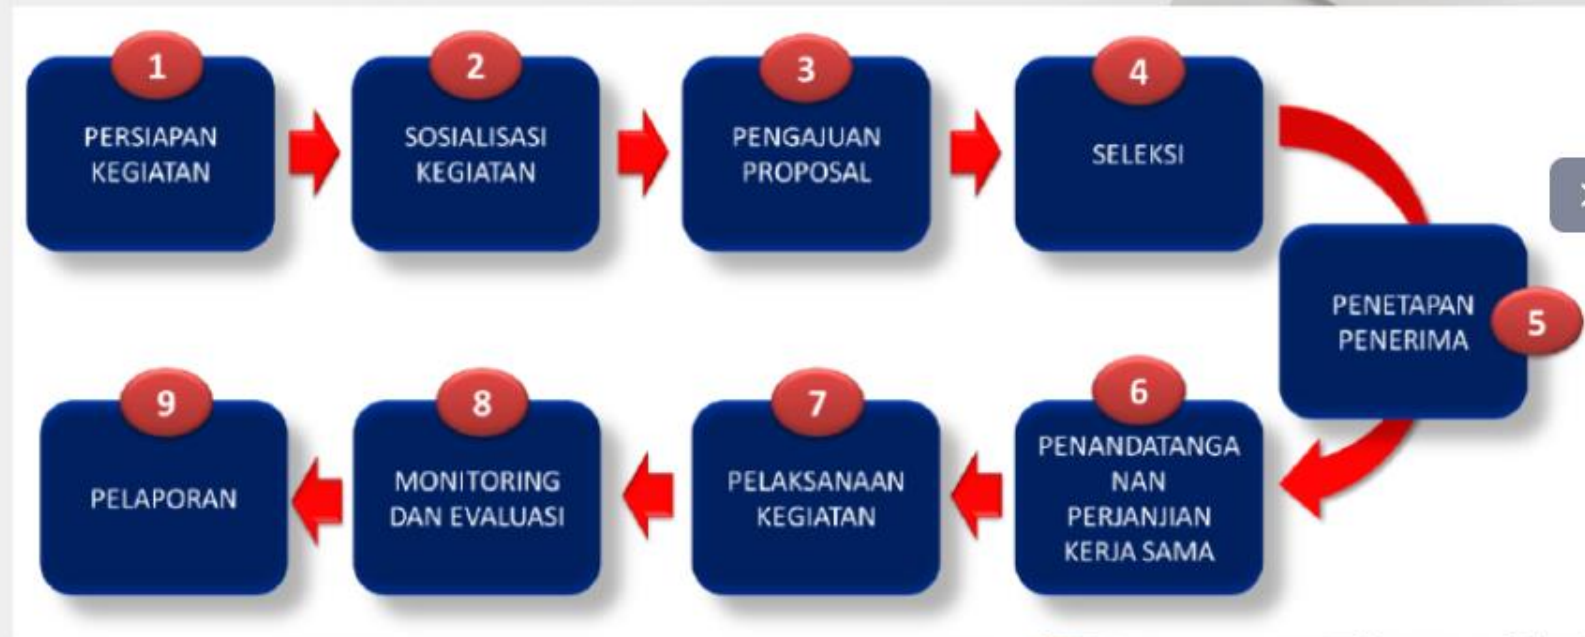 1
PERSIAPAN
KEGIATAN
2
SOSIALISASI
KEGIATAN
3
PENGAJUAN
PROPOSAL
4
SELEKSI
PENETAPAN
PENERIMA
5
6
PENANDATANGA
NAN
PERJANJIAN
KERJA SAMA
7
PELAKSANAAN
KEGIATAN
8
MONITORING
DAN EVALUASI
9
PELAPORAN